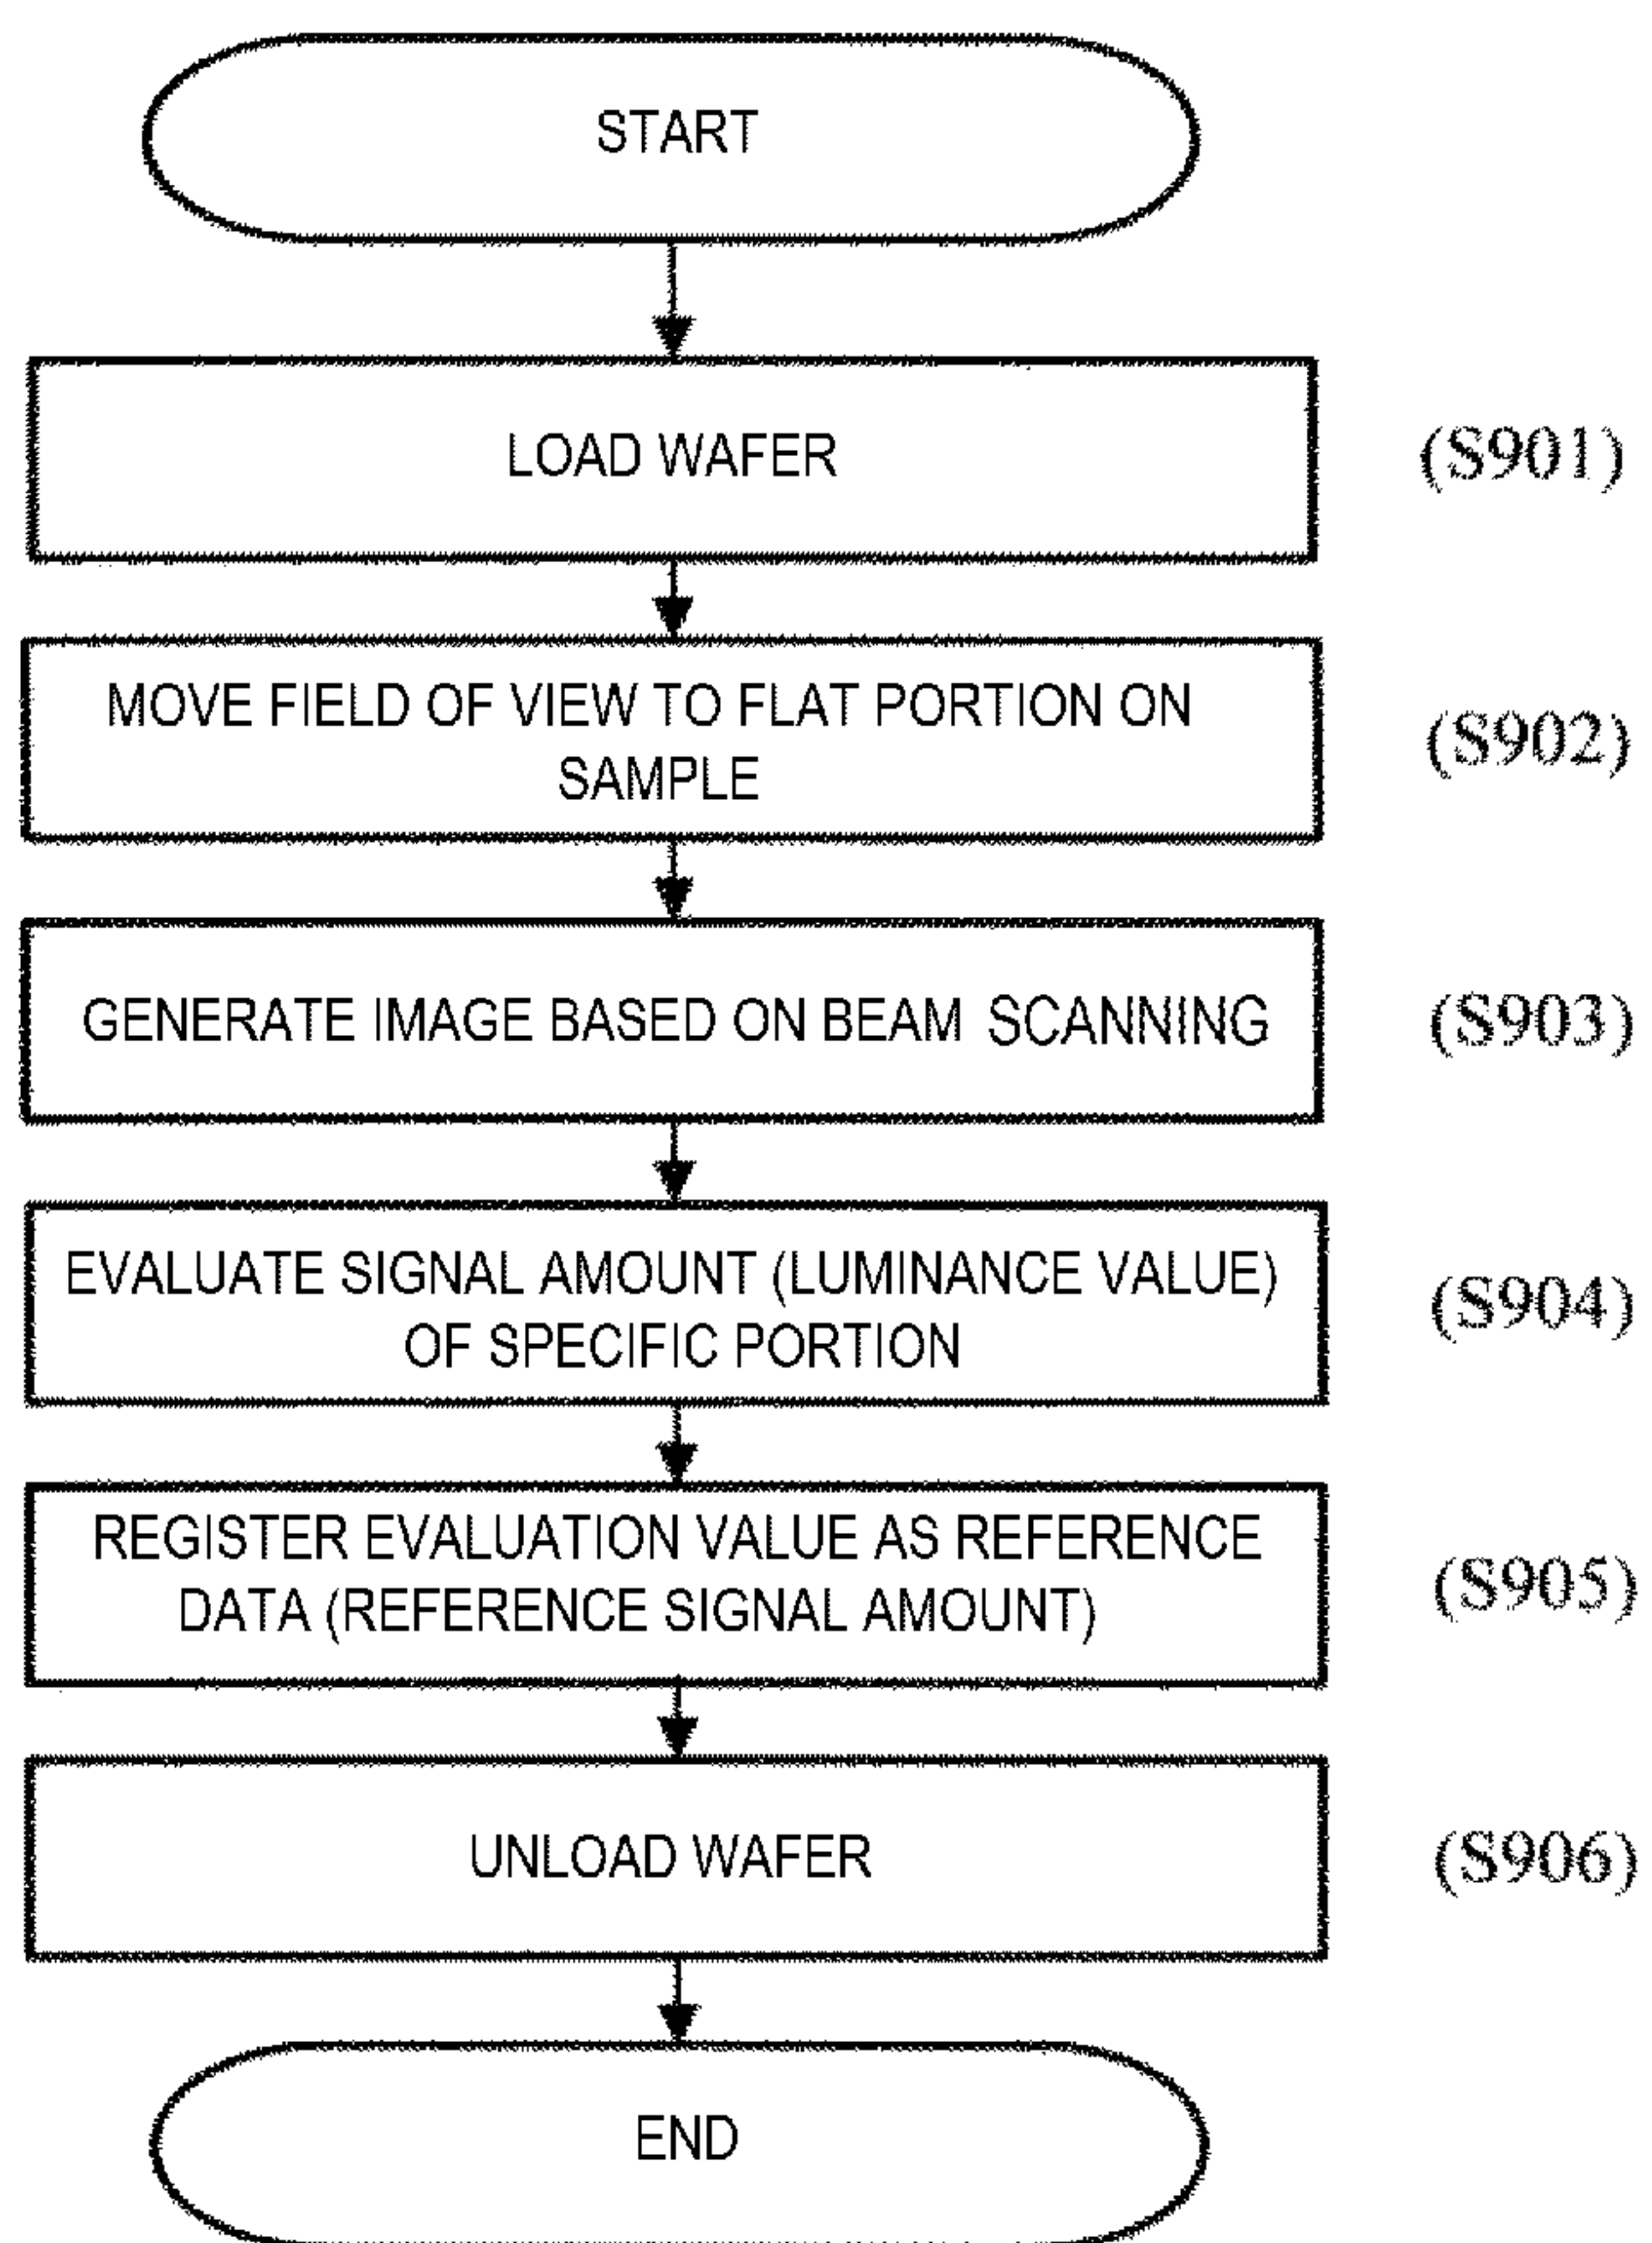 START
LOAD WAFER
(S901)
MOVE FIELD OF VIEW TO FLAT PORTION ON
SAMPLE
(S902)
GENERATE IMAGE BASED ON BEAM SCANNING
(S903)
EVALUATE SIGNAL AMOUNT (LUMINANCE VALUE)
OF SPECIFIC PORTION
(S904)
REGISTER EVALUATION VALUE AS REFERENCE
DATA (REFERENCE SIGNAL AMOUNT)
(S905)
UNLOAD WAFER
(S906)
END